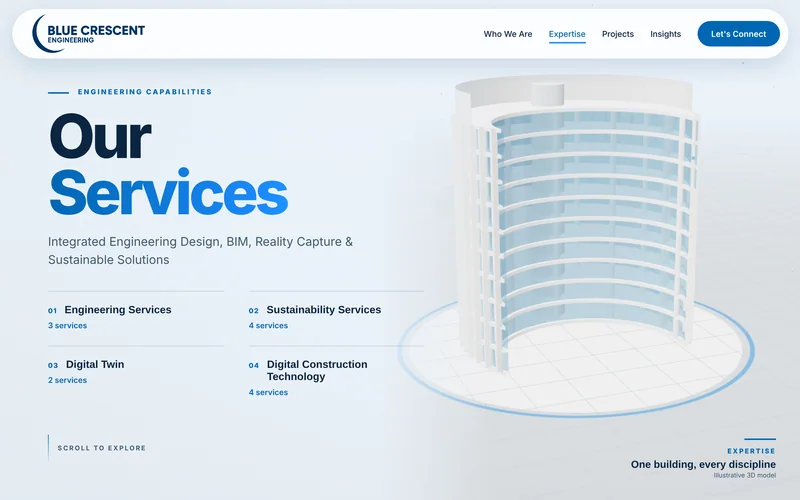 BLUE CRESCENT
ENGINEERING
Who We Are
Expertise
Projects
Insights
Let's Connect
ENGINEERING CAPABILITIES
Our
Services
Integrated Engineering Design, BIM, Reality Capture &
Sustainable Solutions
01 Engineering Services
3 services
02 Sustainability Services
4 services
03 Digital Twin
2 services
04 Digital Construction
Technology
4 services
SCROLL TO EXPLORE
EXPERTISE
One building, every discipline
Illustrative 3D model